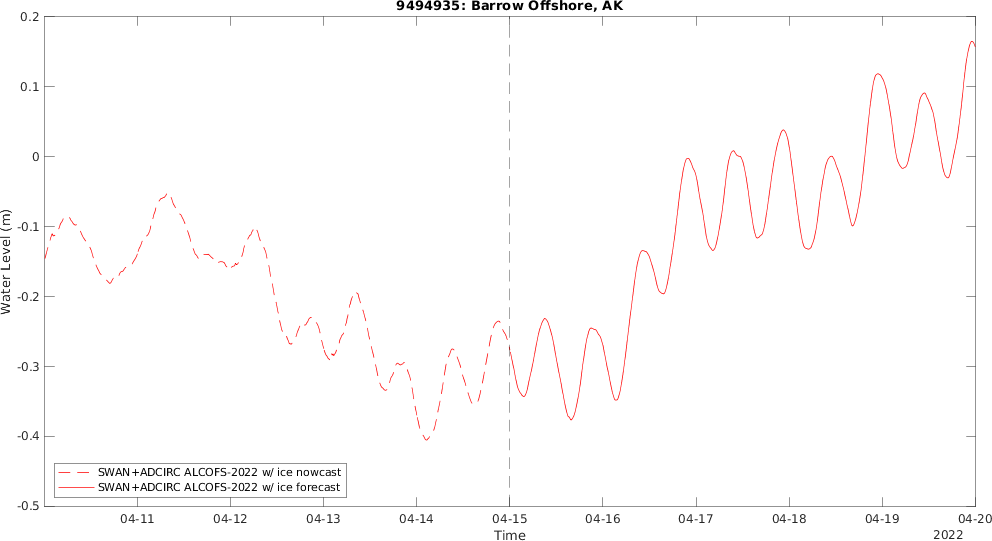 9494935: Barrow Offshore, AK
0.2
0.1
0
-0.1
-0.2
-0.3
-0.4
-0.5
Water Level (m)
SWAN+ADCIRC ALCOFS-2022 w/ ice nowcast
SWAN+ADCIRC ALCOFS-2022 w/ ice forecast
04-11 04-12 04-13 04-14 04-15 04-16 04-17 04-18 04-19 04-20
Time
2022